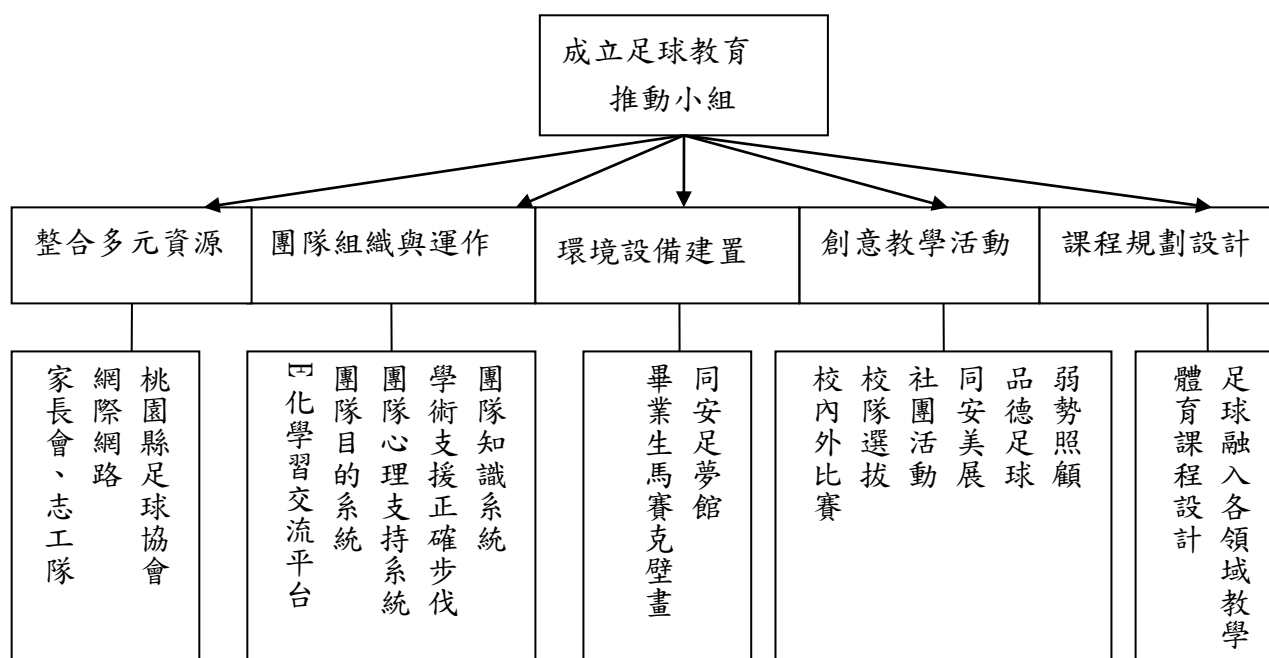 成立足球教育
推動小組
整合多元資源
團隊組織與運作
環境設備建置
創意教學活動
課程規劃設計
桃園縣足球協會
網際網路
家長會、志工隊
團隊知識系統
學術支援正確步伐
團隊心理支持系統
團隊目的系統
E化學習交流平台
同安足夢館
畢業生馬賽克壁畫
弱勢照顧
品德足球
同安美展
社團活動
校隊選拔
校內外比賽
足球融入各領域教學
體育課程設計